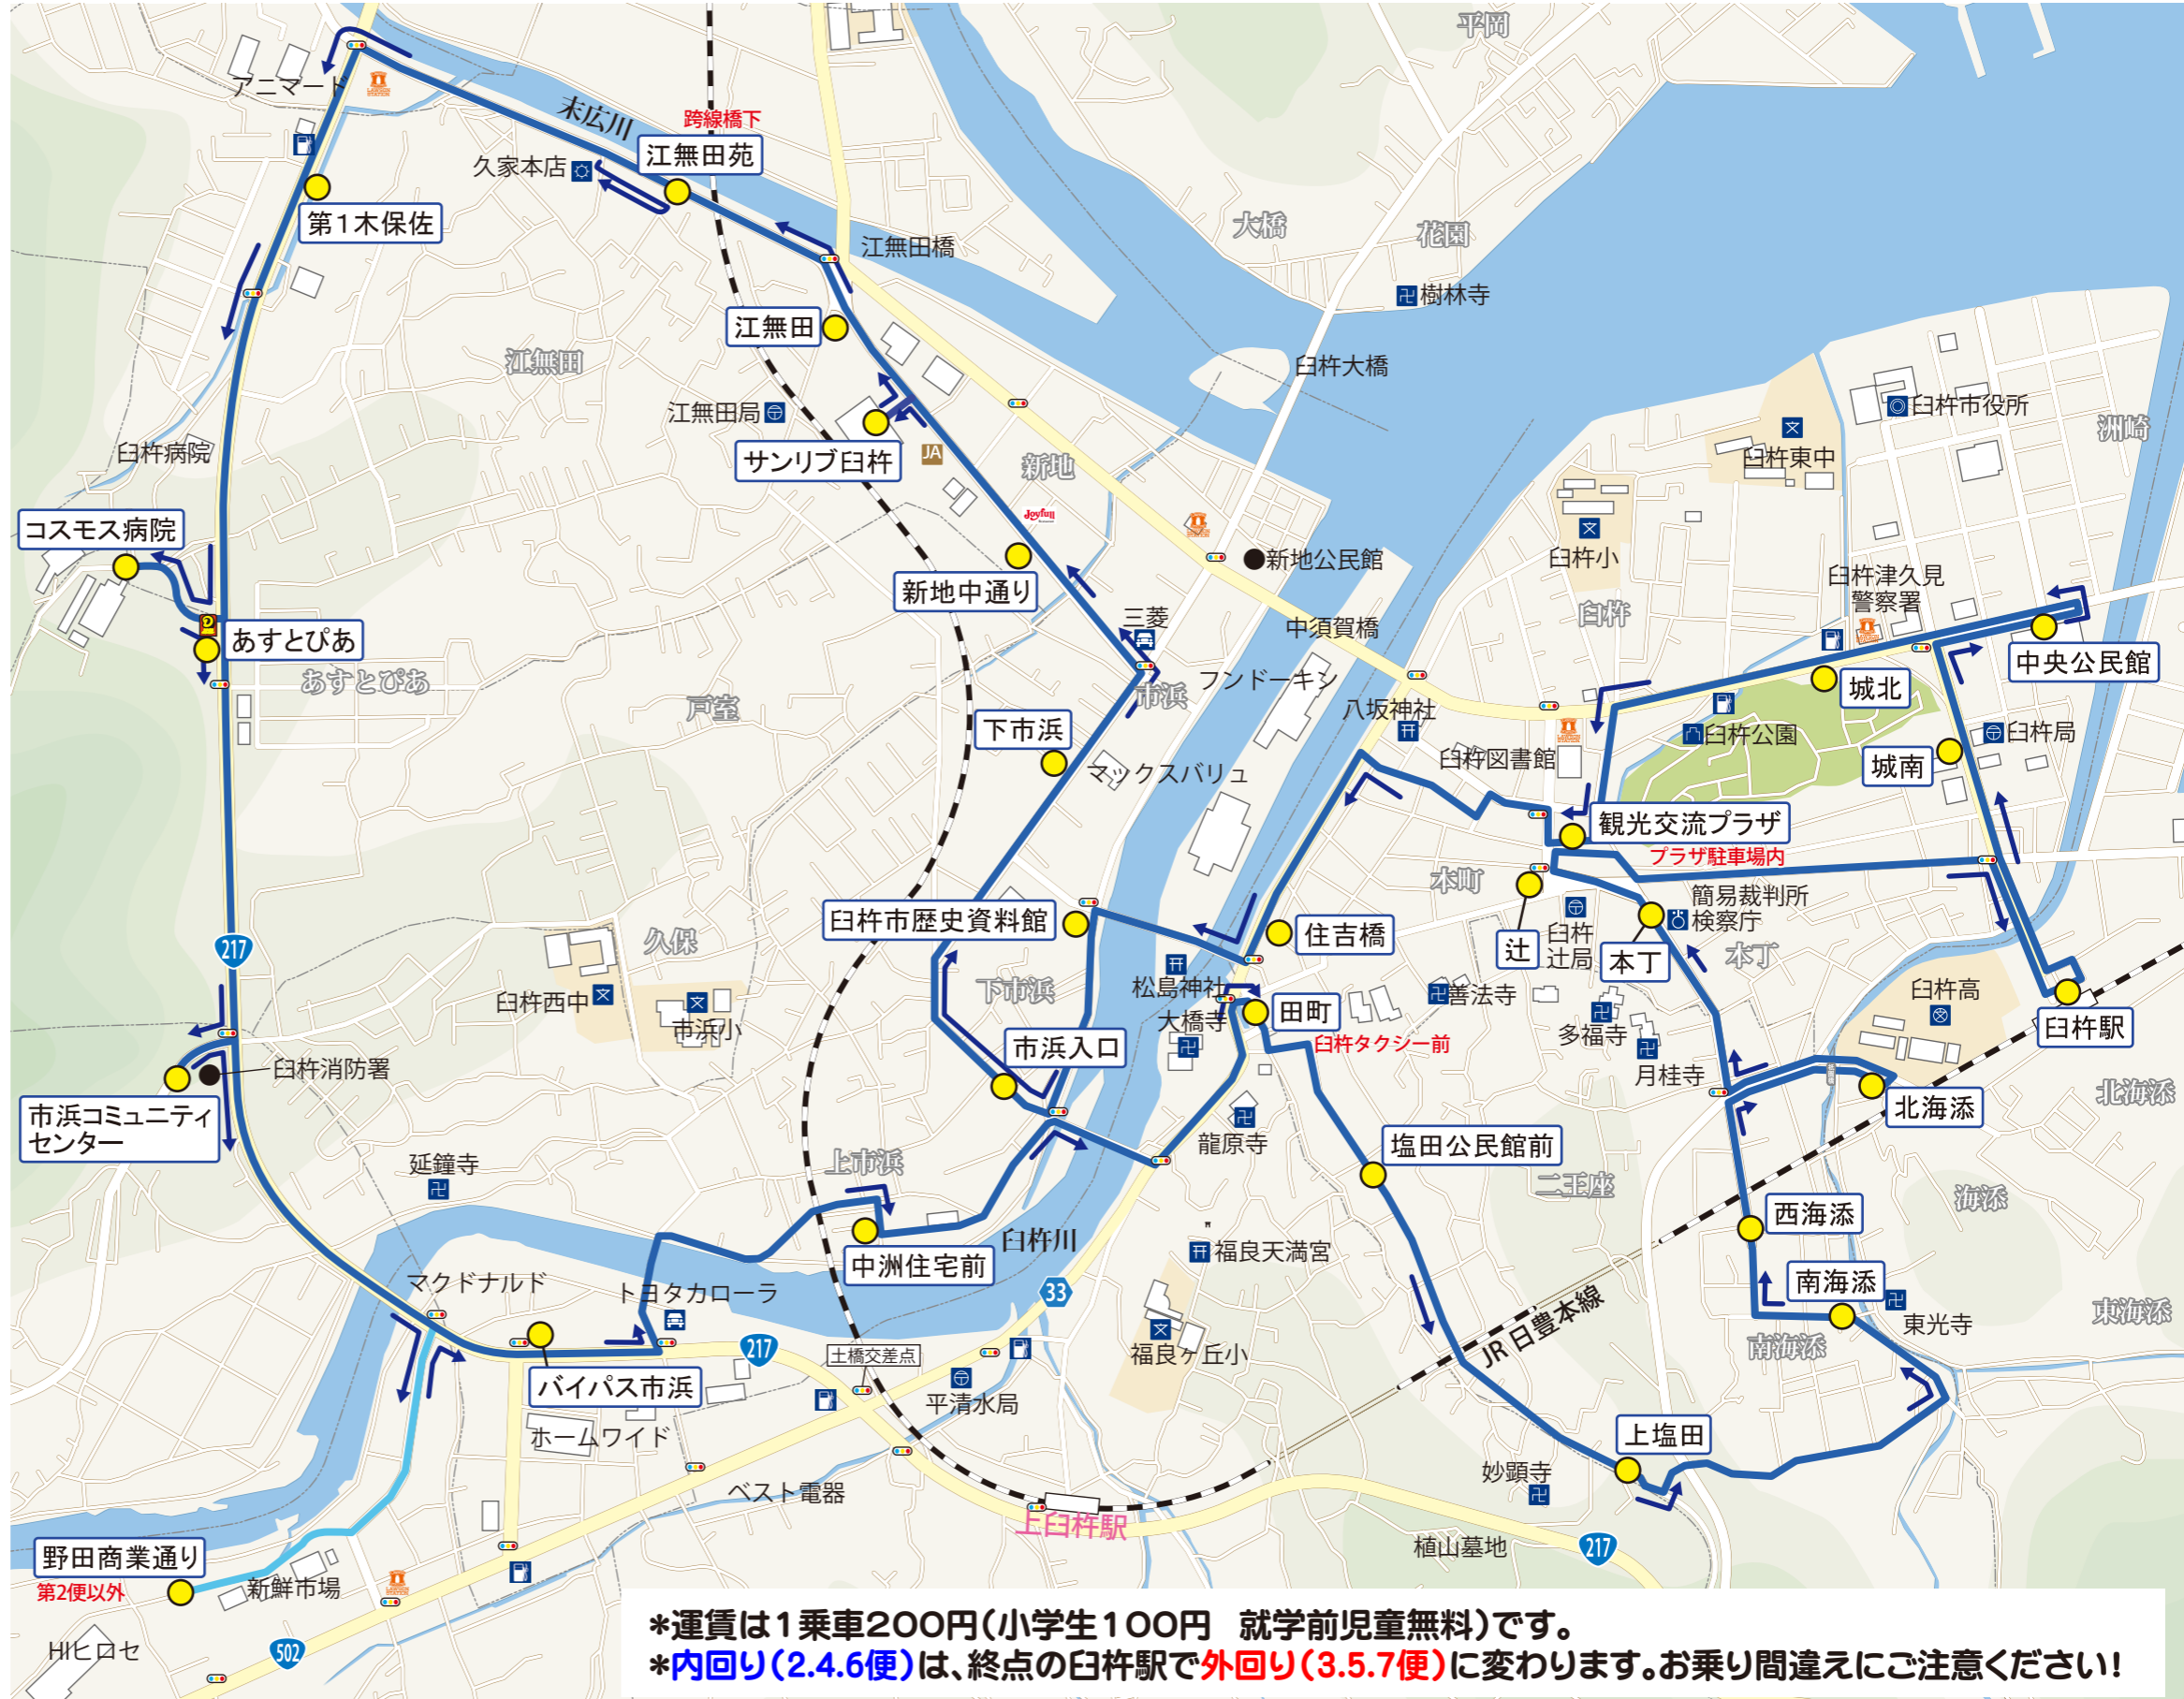 平岡
アニマート
LAWSON STATION
末広川
跨線橋下
久家本店
江無田苑
第1木保佐
大橋
花園
江無田橋
樹林寺
江無田
江無田
臼杵大橋
江無田局
臼杵市役所
洲崎
臼杵病院
サンリブ臼杵
JA
新地
臼杵東中
コスモス病院
Joyfull
新地公民館
臼杵小
新地中通り
臼杵津久見
警察署
臼杵
あすとぴあ
三菱
中須賀橋
あすとぴあ
中央公民館
戸室
市浜
フンドーキン
城北
八坂神社
下市浜
臼杵公園
臼杵局
臼杵図書館
マックスバリュ
城南
観光交流プラザ
プラザ駐車場内
本町
簡易裁判所
検察庁
臼杵市歴史資料館
住吉橋
辻
臼杵
辻局
本丁
本丁
217
久保
下市浜
松島神社
善法寺
臼杵西中
市浜小
大橋寺
田町
多福寺
臼杵高
臼杵駅
市浜入口
臼杵タクシー前
月桂寺
臼杵消防署
北海添
北海添
市浜コミュニティ
センター
龍原寺
塩田公民館前
延鐘寺
上市浜
二王座
海添
西海添
中洲住宅前
臼杵川
福良天満宮
マクドナルド
トヨタカローラ
33
南海添
東光寺
東海添
JR日豊本線
217
土橋交差点
福良ヶ丘小
南海添
バイパス市浜
平清水局
ホームワイド
上塩田
妙顕寺
ベスト電器
上臼杵駅
植山墓地
217
野田商業通り
第2便以外
新鮮市場
LAWSON STATION
HIヒロセ
502
*運賃は1乗車200円(小学生100円 就学前児童無料)です。
*内回り(2.4.6便)は、終点の臼杵駅で外回り(3.5.7便)に変わります。お乗り間違えにご注意ください!